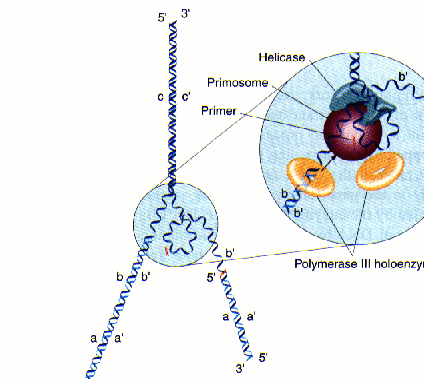 5' 3'
Helicase
b'
Primosome
c c'
Primer
b
b'
b'
Polymerase III holoenzy
b b'
5'
a a'
a a'
3' 5'